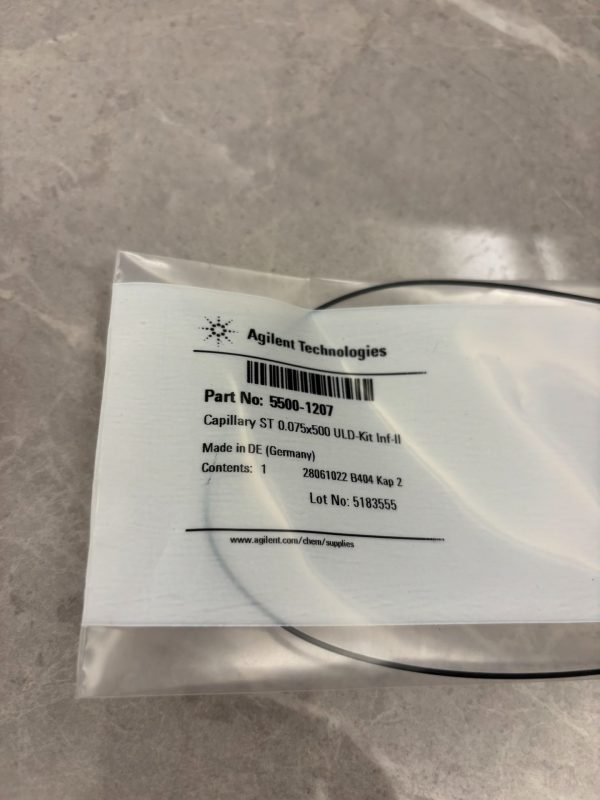 Agilent Technologies
Part No: 5500-1207
Capillary ST 0.075x500 ULD-Kit Inf-II
Made in DE (Germany)
Contents: 1 28061022 B404 Kap 2
Lot No: 5183555
www.agilent.com/chem/supplies